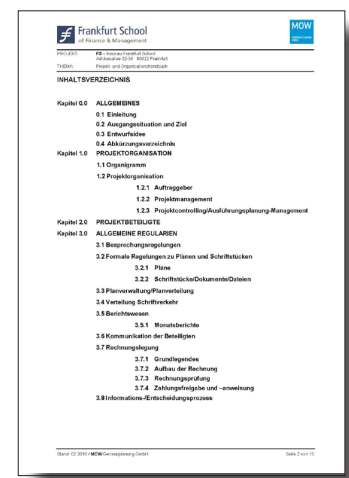 Frankfurt School
of Finance & Management
MOW
PROJEKT: FS – Neubau Frankfurt School
Adickesallee 32-34 60322 Frankfurt
THEMA: Projekt- und Organisationshandbuch
INHALTSVERZEICHNIS
Kapitel 0.0 ALLGEMEINES
0.1 Einleitung
0.2 Ausgangssituation und Ziel
0.3 Entwurfsidee
0.4 Abkürzungsverzeichnis
Kapitel 1.0 PROJEKTORGANISATION
1.1 Organigramm
1.2 Projektorganisation
1.2.1 Auftraggeber
1.2.2 Projektmanagement
1.2.3 Projektcontrolling/Ausführungsplanung-Management
Kapitel 2.0 PROJEKTBETEILIGTE
Kapitel 3.0 ALLGEMEINE REGULARIEN
3.1 Besprechungsregelungen
3.2 Formale Regelungen zu Plänen und Schriftstücken
3.2.1 Pläne
3.2.2 Schriftstücke/Dokumente/Dateien
3.3 Planverwaltung/Planverteilung
3.4 Verteilung Schriftverkehr
3.5 Berichtswesen
3.5.1 Monatsberichte
3.6 Kommunikation der Beteiligten
3.7 Rechnungslegung
3.7.1 Grundlegendes
3.7.2 Aufbau der Rechnung
3.7.3 Rechnungsprüfung
3.7.4 Zahlungsfreigabe und –anweisung
3.8 Informations-/Entscheidungsprozess
Stand: 02.2010 / MOW Generalplanung GmbH Seite 2 von 15